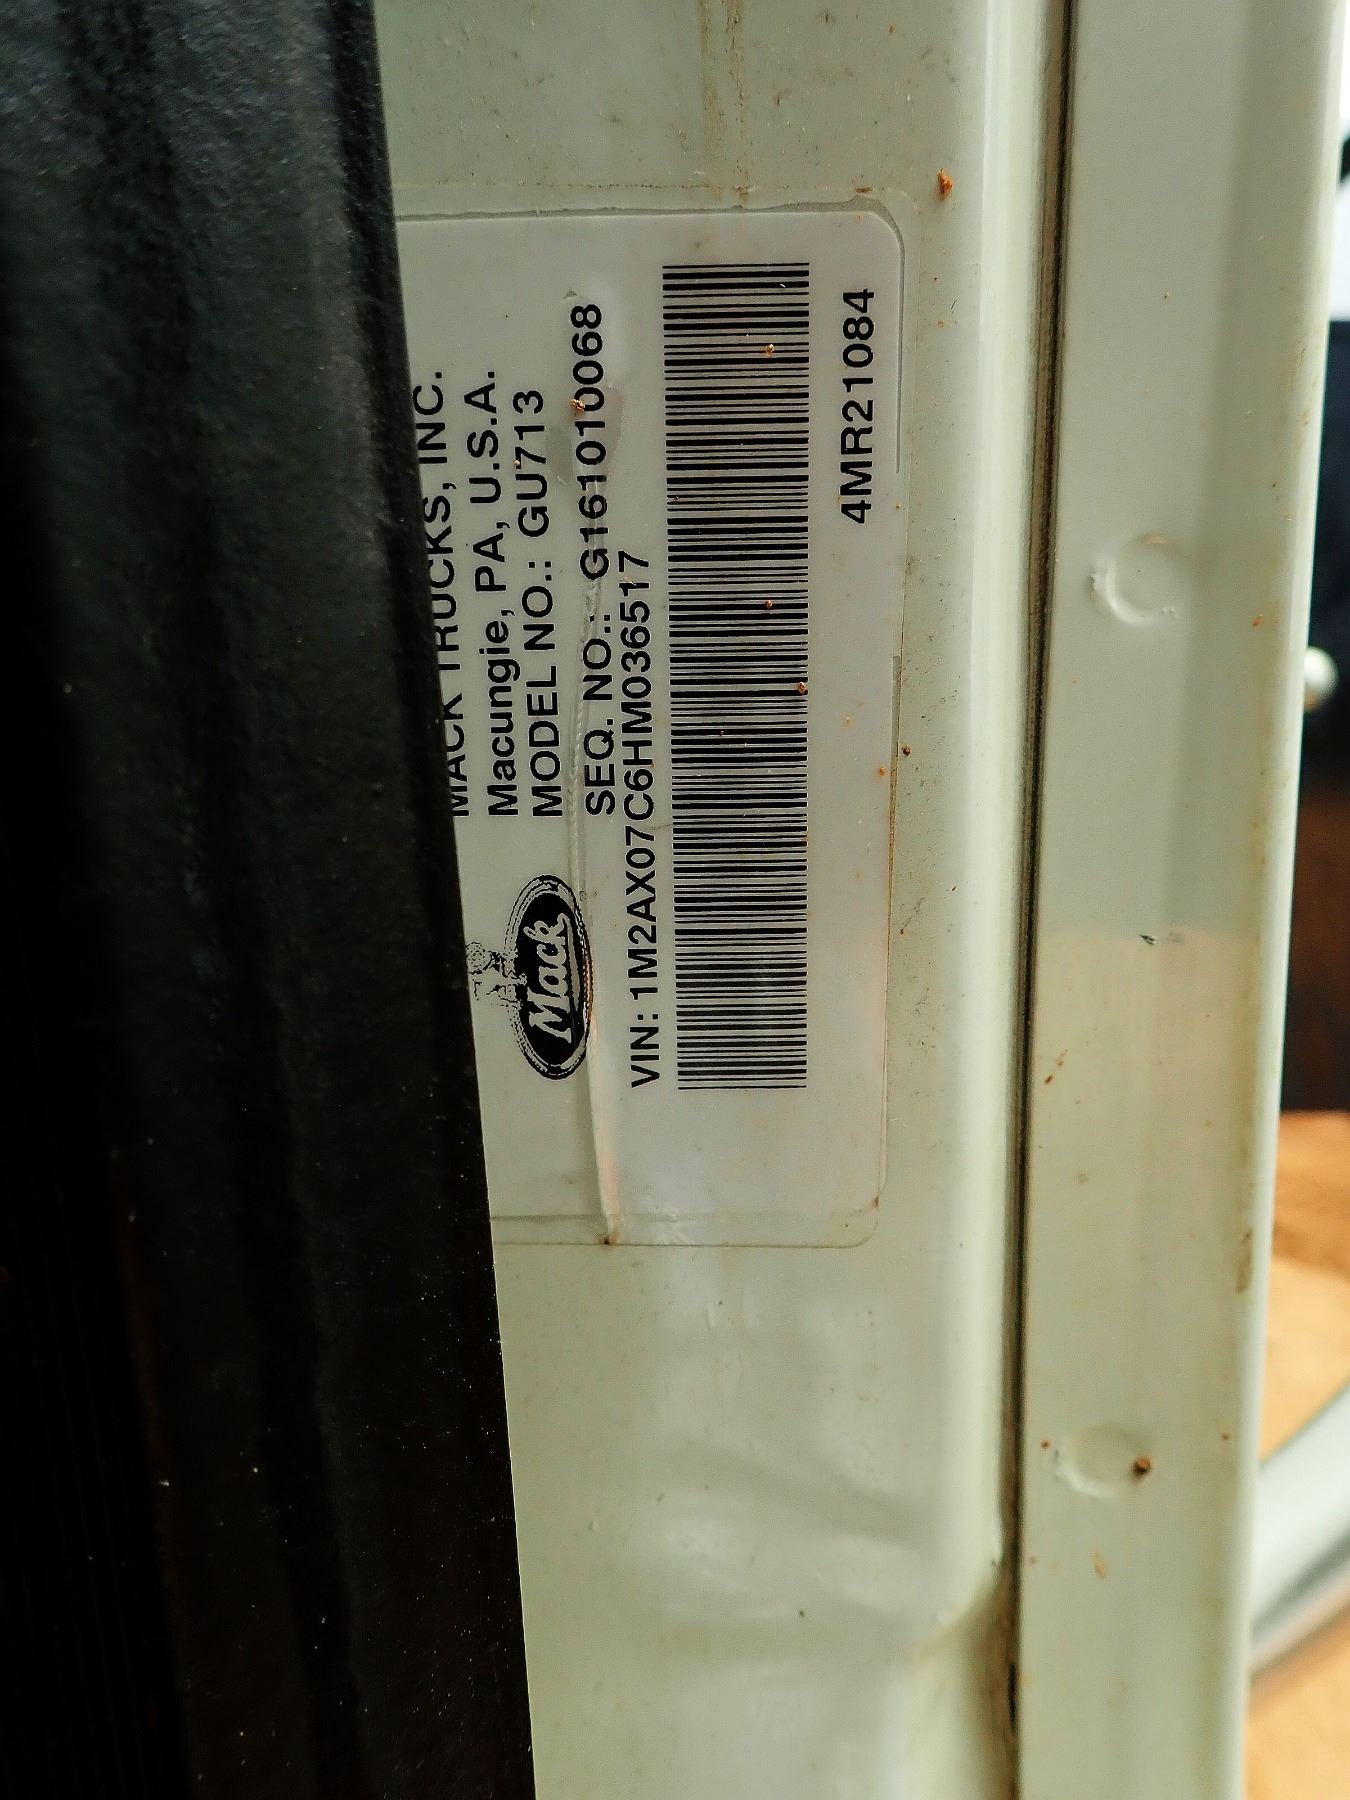 MACK TRUCKS, INC.
Macungie, PA, U.S.A.
MODEL NO.: GU713
SEQ. NO.: G161010068
Mack
VIN: 1M2AX07C6HM036517
4MR21084